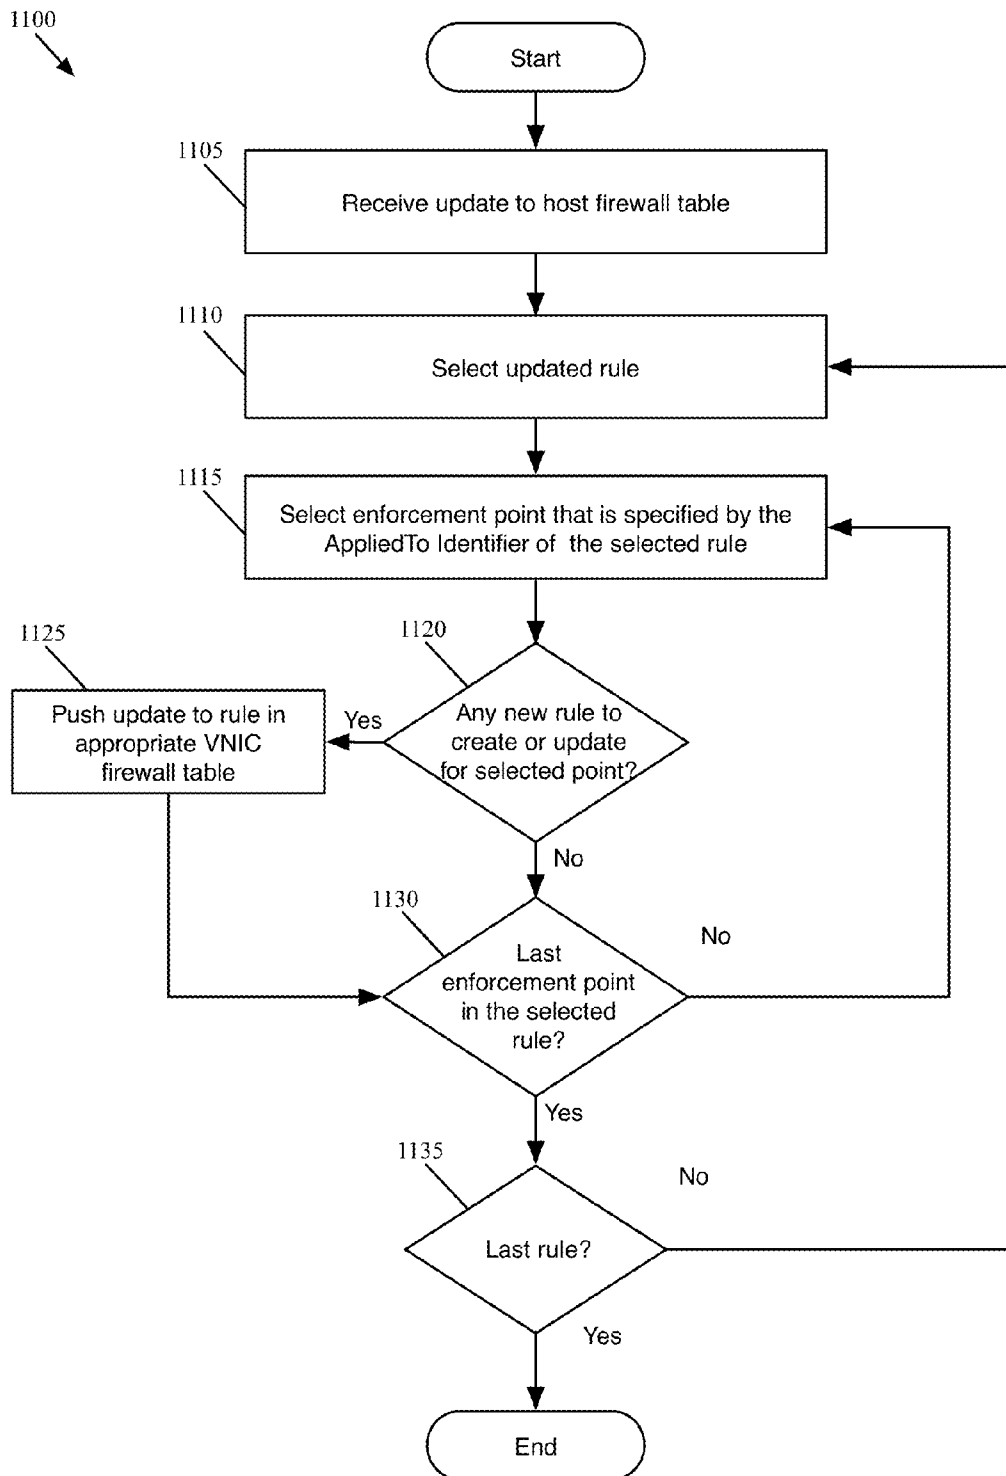 1100
Start
1105
Receive update to host firewall table
1110
Select updated rule
1115
Select enforcement point that is specified by the
AppliedTo Identifier of the selected rule
1120
1125
Any new rule to
create or update
for selected point?
Yes
Push update to rule in
appropriate VNIC
firewall table
No
1130
Last
enforcement point
in the selected
rule?
No
Yes
1135
No
Last rule?
Yes
End